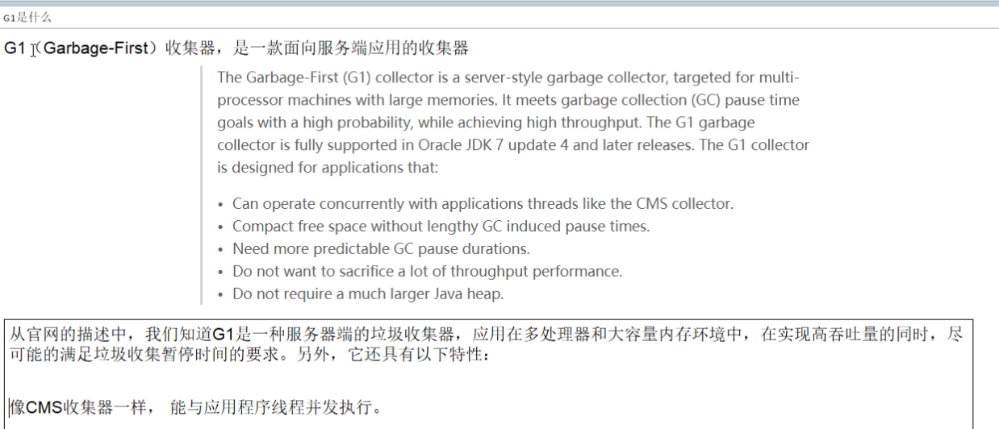 G1是什么
G1（Garbage-First）收集器，是一款面向服务端应用的收集器
The Garbage-First (G1) collector is a server-style garbage collector, targeted for multi-
processor machines with large memories. It meets garbage collection (GC) pause time
goals with a high probability, while achieving high throughput. The G1 garbage
collector is fully supported in Oracle JDK 7 update 4 and later releases. The G1 collector
is designed for applications that:
• Can operate concurrently with applications threads like the CMS collector.
• Compact free space without lengthy GC induced pause times.
• Need more predictable GC pause durations.
• Do not want to sacrifice a lot of throughput performance.
• Do not require a much larger Java heap.
从官网的描述中，我们知道G1是一种服务器端的垃圾收集器，应用在多处理器和大容量内存环境中，在实现高吞吐量的同时，尽
可能的满足垃圾收集暂停时间的要求。另外，它还具有以下特性：
像CMS收集器一样， 能与应用程序线程并发执行。